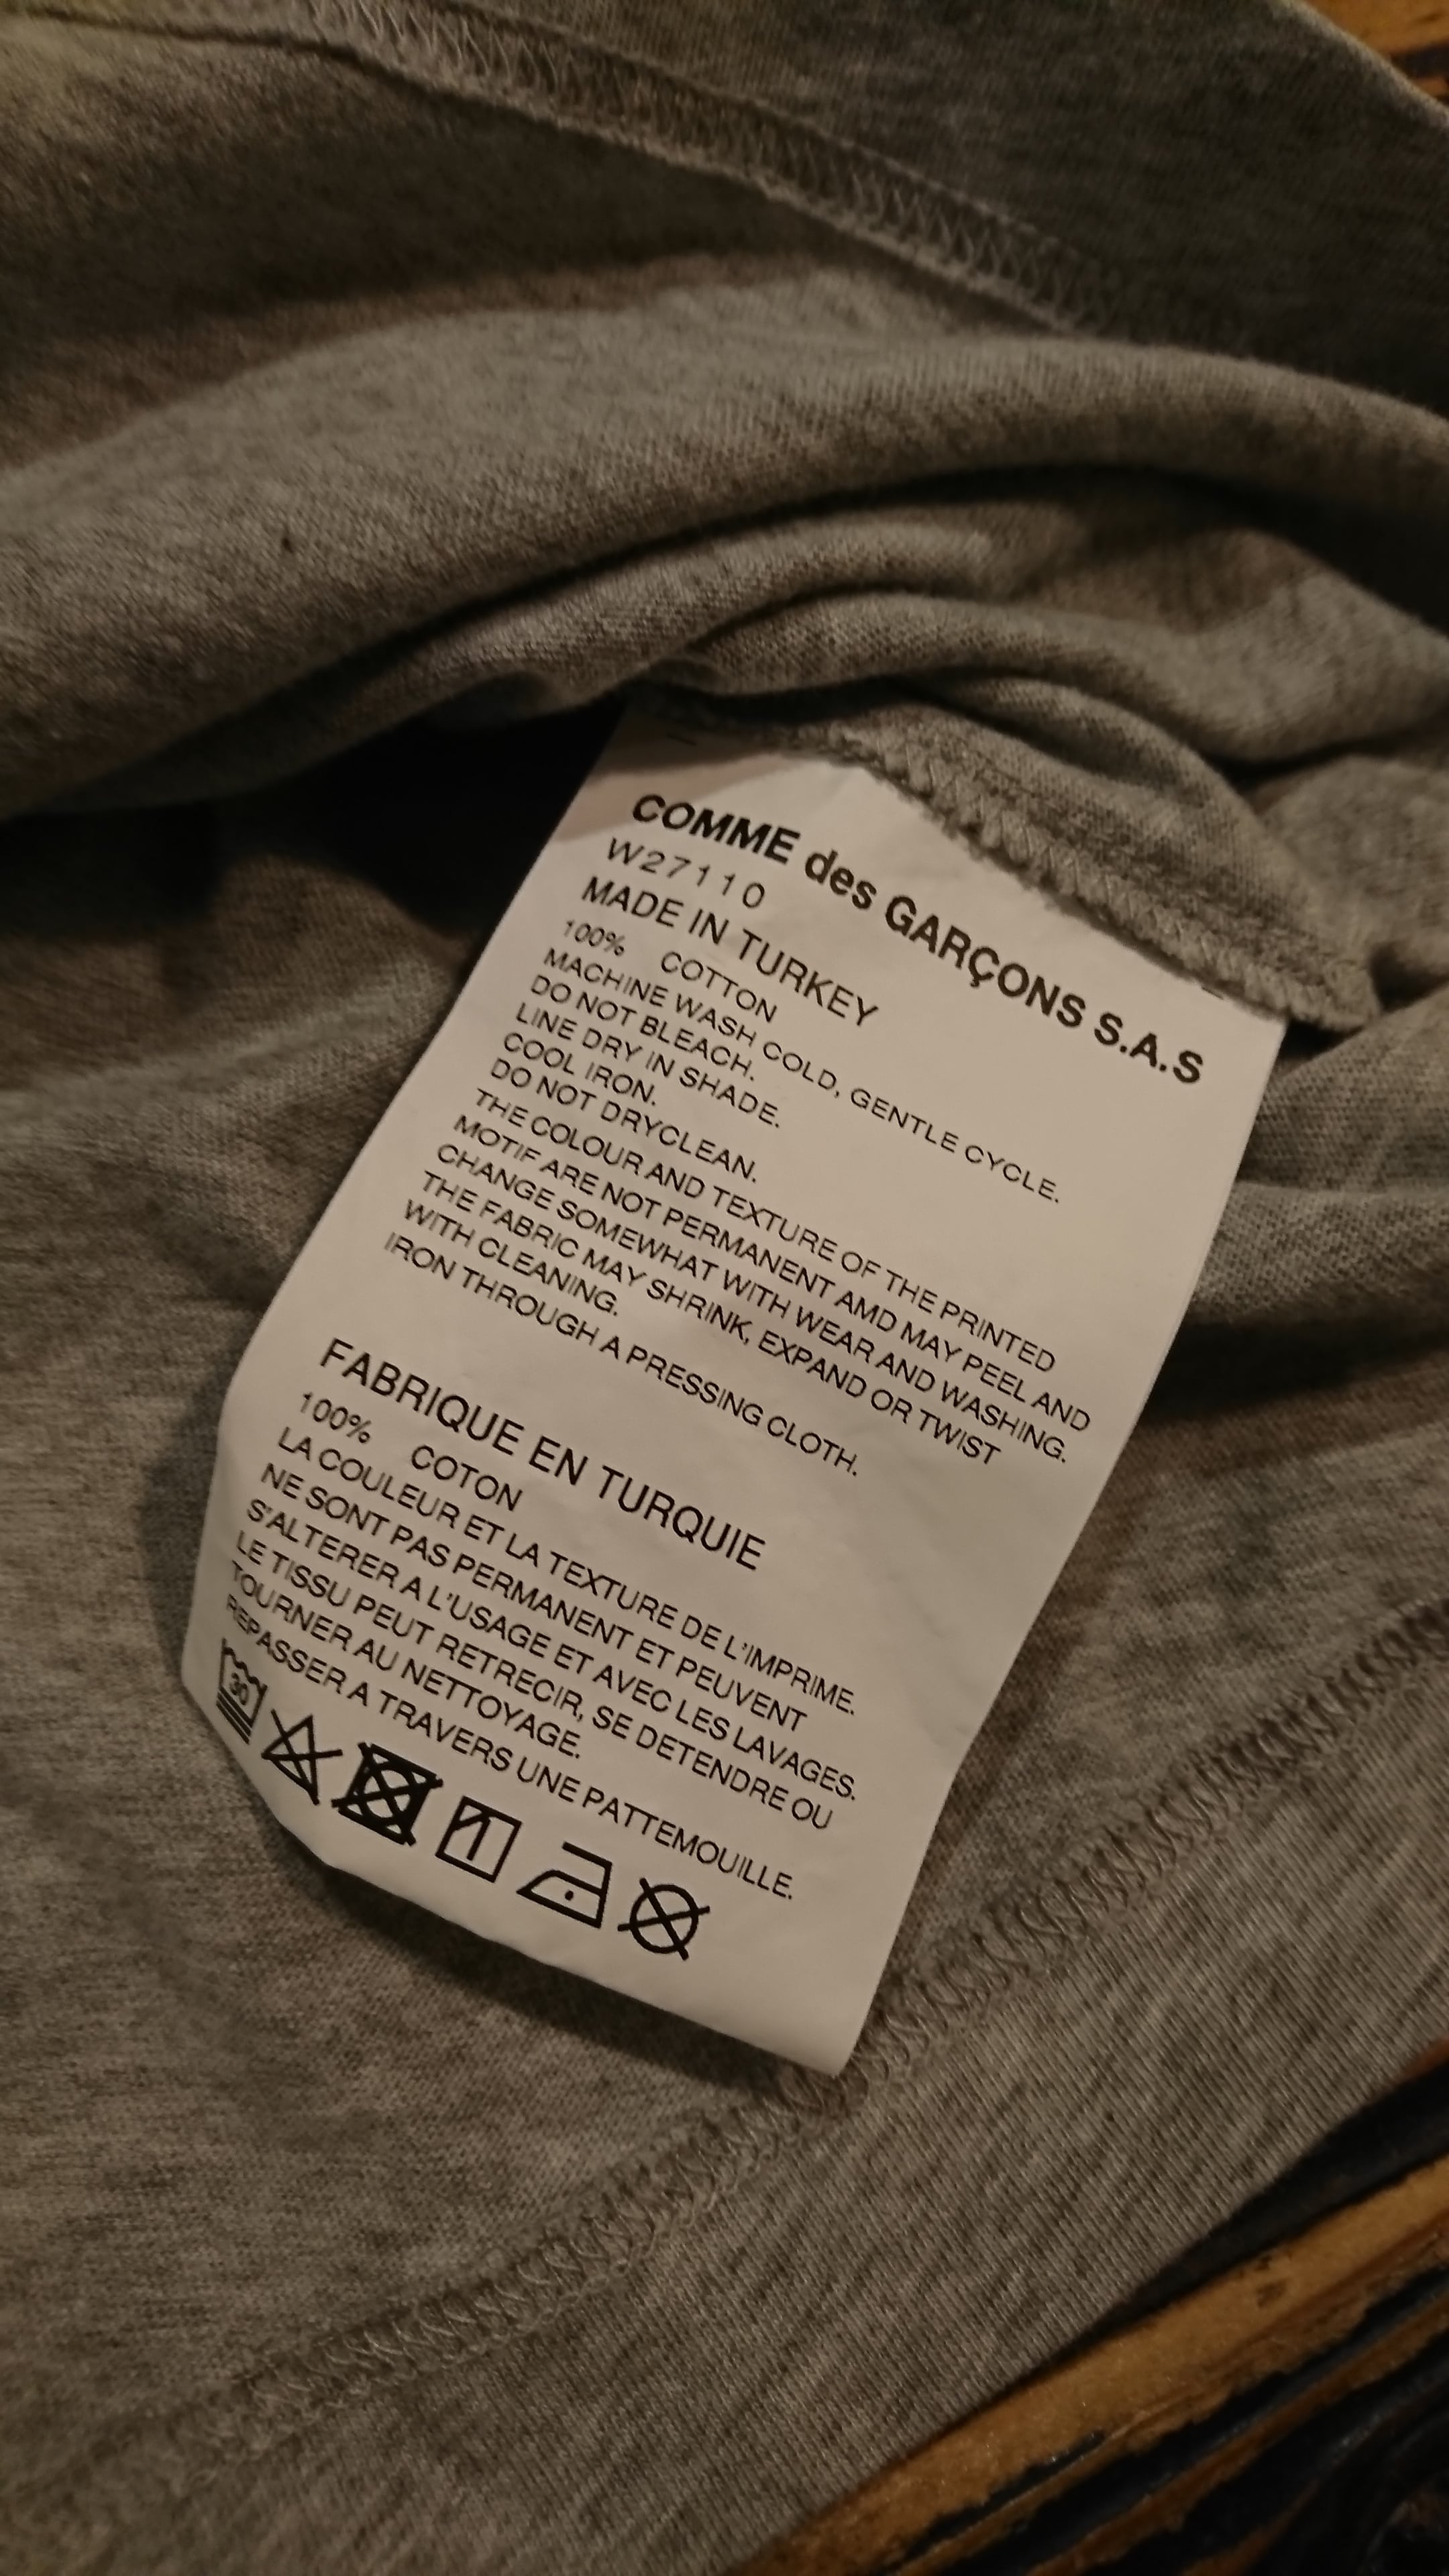 COMME des GARÇONS S.A.S
W27110
MADE IN TURKEY
100% COTTON
MACHINE WASH COLD, GENTLE CYCLE.
DO NOT BLEACH.
LINE DRY IN SHADE.
COOL IRON.
DO NOT DRYCLEAN.
THE COLOUR AND TEXTURE OF THE PRINTED
MOTIF ARE NOT PERMANENT AMD MAY PEEL AND
CHANGE SOMEWHAT WITH WEAR AND WASHING.
THE FABRIC MAY SHRINK, EXPAND OR TWIST
WITH CLEANING.
IRON THROUGH A PRESSING CLOTH.
FABRIQUE EN TURQUIE
100% COTON
LA COULEUR ET LA TEXTURE DE L'IMPRIME.
NE SONT PAS PERMANENT ET PEUVENT
S'ALTERER A L'USAGE ET AVEC LES LAVAGES.
LE TISSU PEUT RETRECIR, SE DETENDRE OU
TOURNER AU NETTOYAGE.
REPASSER A TRAVERS UNE PATTEMOUILLE.
30